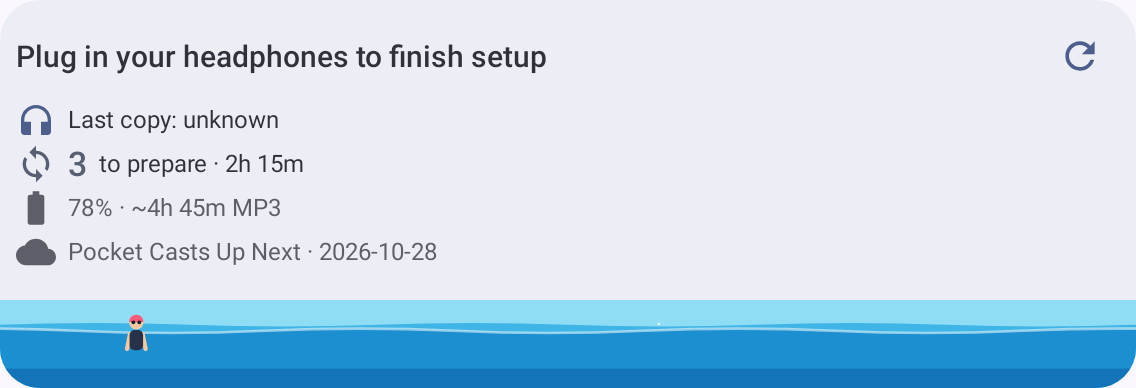 Plug in your headphones to finish setup
Last copy: unknown
3 to prepare · 2h 15m
78% · ~4h 45m MP3
Pocket Casts Up Next · 2026-10-28